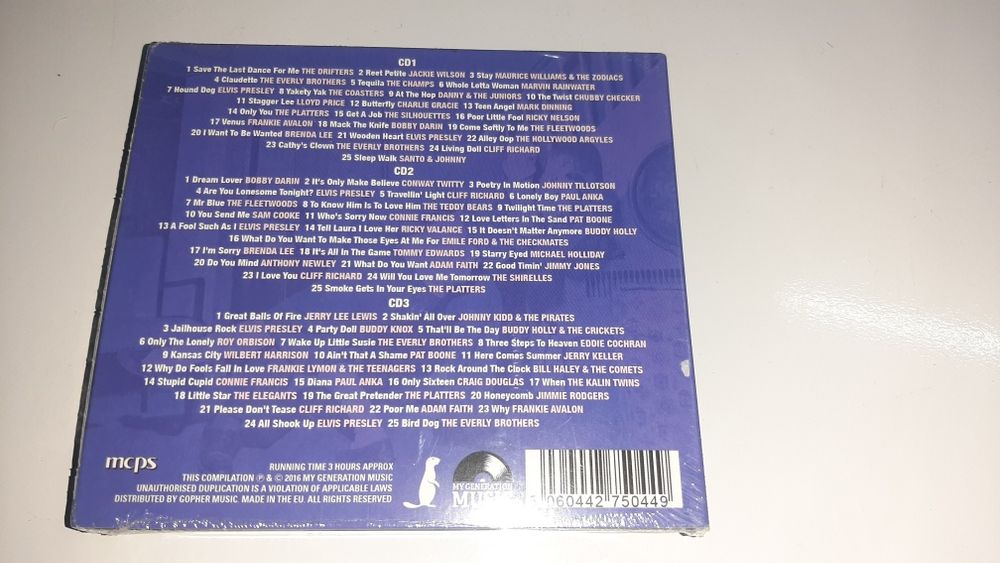 CD1
1 Save The Last Dance For Me THE DRIFTERS 2 Reet Petite JACKIE WILSON 3 Stay MAURICE WILLIAMS & THE ZODIACS
4 Claudette THE EVERLY BROTHERS 5 Tequila THE CHAMPS 6 Whole Lotta Woman MARVIN RAINWATER
7 Hound Dog ELVIS PRESLEY 8 Yakety Yak THE COASTERS 9 At The Hop DANNY & THE JUNIORS 10 The Twist CHUBBY CHECKER
11 Stagger Lee LLOYD PRICE 12 Butterfly CHARLIE GRACIE 13 Teen Angel MARK DINNING
14 Only You THE PLATTERS 15 Get A Job THE SILHOUETTES 16 Poor Little Fool RICKY NELSON
17 Venus FRANKIE AVALON 18 Mack The Knife BOBBY DARIN 19 Come Softly To Me THE FLEETWOODS
20 I Want To Be Wanted BRENDA LEE 21 Wooden Heart ELVIS PRESLEY 22 Alley Oop THE HOLLYWOOD ARGYLES
23 Cathy's Clown THE EVERLY BROTHERS 24 Living Doll CLIFF RICHARD
25 Sleep Walk SANTO & JOHNNY
CD2
1 Dream Lover BOBBY DARIN 2 It's Only Make Believe CONWAY TWITTY 3 Poetry In Motion JOHNNY TILLOTSON
4 Are You Lonesome Tonight? ELVIS PRESLEY 5 Travellin' Light CLIFF RICHARD 6 Lonely Boy PAUL ANKA
7 Mr Blue THE FLEETWOODS 8 To Know Him Is To Love Him THE TEDDY BEARS 9 Twilight Time THE PLATTERS
10 You Send Me SAM COOKE 11 Who's Sorry Now CONNIE FRANCIS 12 Love Letters In The Sand PAT BOONE
13 A Fool Such As I ELVIS PRESLEY 14 Tell Laura I Love Her RICKY VALANCE 15 It Doesn't Matter Anymore BUDDY HOLLY
16 What Do You Want To Make Those Eyes At Me For EMILE FORD & THE CHECKMATES
17 I'm Sorry BRENDA LEE 18 It's All In The Game TOMMY EDWARDS 19 Starry Eyed MICHAEL HOLLIDAY
20 Do You Mind ANTHONY NEWLEY 21 What Do You Want ADAM FAITH 22 Good Timin' JIMMY JONES
23 I Love You CLIFF RICHARD 24 Will You Love Me Tomorrow THE SHIRELLES
25 Smoke Gets In Your Eyes THE PLATTERS
CD3
1 Great Balls Of Fire JERRY LEE LEWIS 2 Shakin' All Over JOHNNY KIDD & THE PIRATES
3 Jailhouse Rock ELVIS PRESLEY 4 Party Doll BUDDY KNOX 5 That'll Be The Day BUDDY HOLLY & THE CRICKETS
6 Only The Lonely ROY ORBISON 7 Wake Up Little Susie THE EVERLY BROTHERS 8 Three Steps To Heaven EDDIE COCHRAN
9 Kansas City WILBERT HARRISON 10 Ain't That A Shame PAT BOONE 11 Here Comes Summer JERRY KELLER
12 Why Do Fools Fall In Love FRANKIE LYMON & THE TEENAGERS 13 Rock Around The Clock BILL HALEY & THE COMETS
14 Stupid Cupid CONNIE FRANCIS 15 Diana PAUL ANKA 16 Only Sixteen CRAIG DOUGLAS 17 When THE KALIN TWINS
18 Little Star THE ELEGANTS 19 The Great Pretender THE PLATTERS 20 Honeycomb JIMMIE RODGERS
21 Please Don't Tease CLIFF RICHARD 22 Poor Me ADAM FAITH 23 Why FRANKIE AVALON
24 All Shook Up ELVIS PRESLEY 25 Bird Dog THE EVERLY BROTHERS
mcps
RUNNING TIME 3 HOURS APPROX
THIS COMPILATION ℗ & © 2016 MY GENERATION MUSIC
UNAUTHORISED DUPLICATION IS A VIOLATION OF APPLICABLE LAWS
DISTRIBUTED BY GOPHER MUSIC. MADE IN THE EU. ALL RIGHTS RESERVED
MY GENERATION
MUSIC
060442 750449